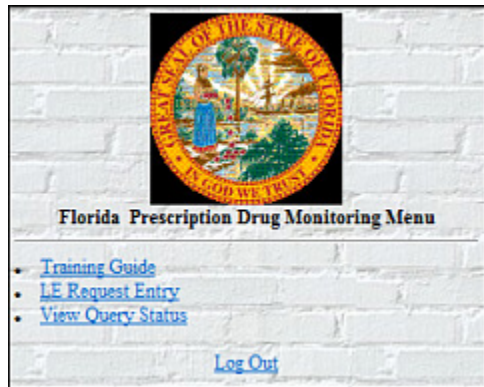 GREAT SEAL OF THE STATE OF FLORIDA
IN GOD WE TRUST
Florida Prescription Drug Monitoring Menu
Training Guide
LE Request Entry
View Query Status
Log Out